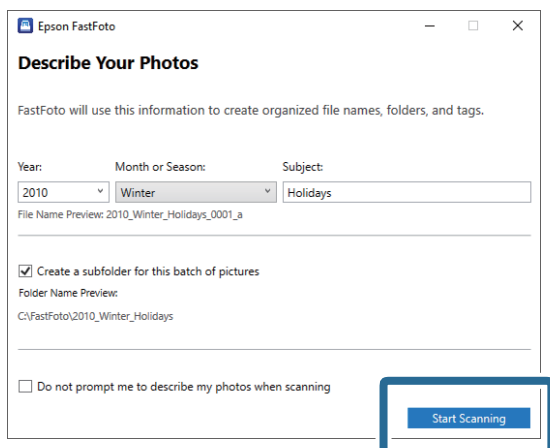 Epson FastFoto
Describe Your Photos
FastFoto will use this information to create organized file names, folders, and tags.
Year: Month or Season: Subject:
2010 Winter Holidays
File Name Preview: 2010_Winter_Holidays_0001_a
Create a subfolder for this batch of pictures
Folder Name Preview:
C:\FastFoto\2010_Winter_Holidays
Do not prompt me to describe my photos when scanning
Start Scanning